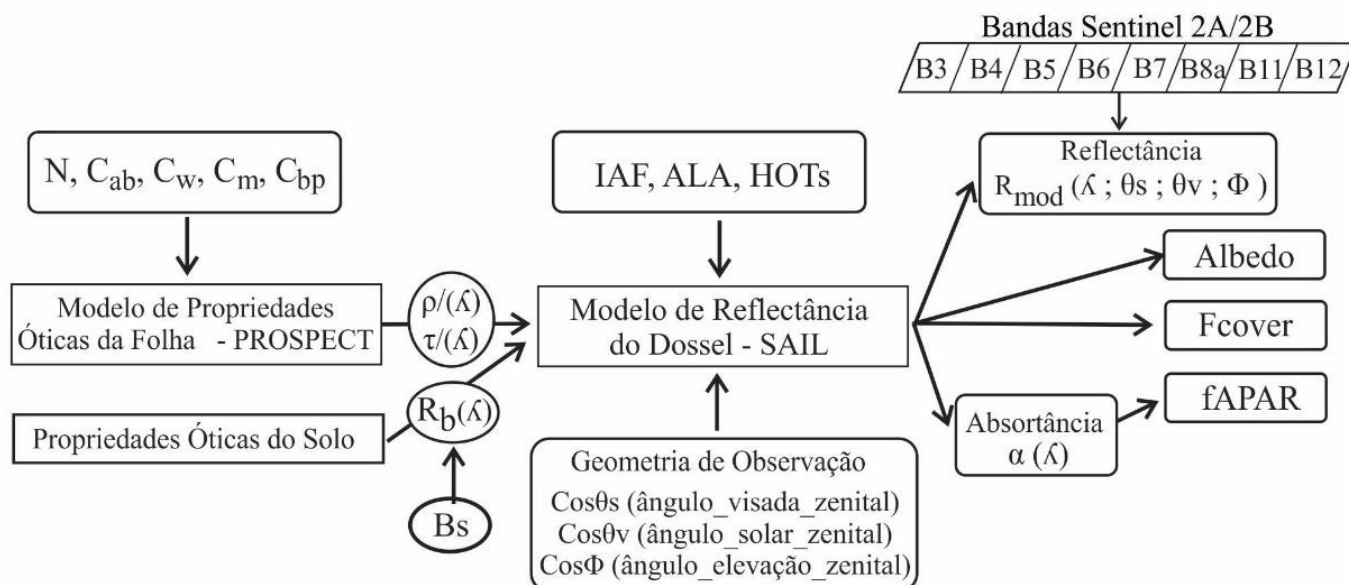 Bandas Sentinel 2A/2B
B3 B4 B5 B6 B7 B8a B11 B12
N, Cab, Cw, Cm, Cbp
IAF, ALA, HOTs
Reflectância
Rmod (ʎ ; θs ; θv ; Φ )
Albedo
Fcover
fAPAR
Modelo de Propriedades
Óticas da Folha - PROSPECT
ρ/(ʎ)
τ/(ʎ)
Modelo de Reflectância
do Dossel - SAIL
Propriedades Óticas do Solo
Rb(ʎ)
Bs
Absortância
α (ʎ)
Geometria de Observação
Cosθs (ângulo_visada_zenital)
Cosθv (ângulo_solar_zenital)
CosΦ (ângulo_elevação_zenital)